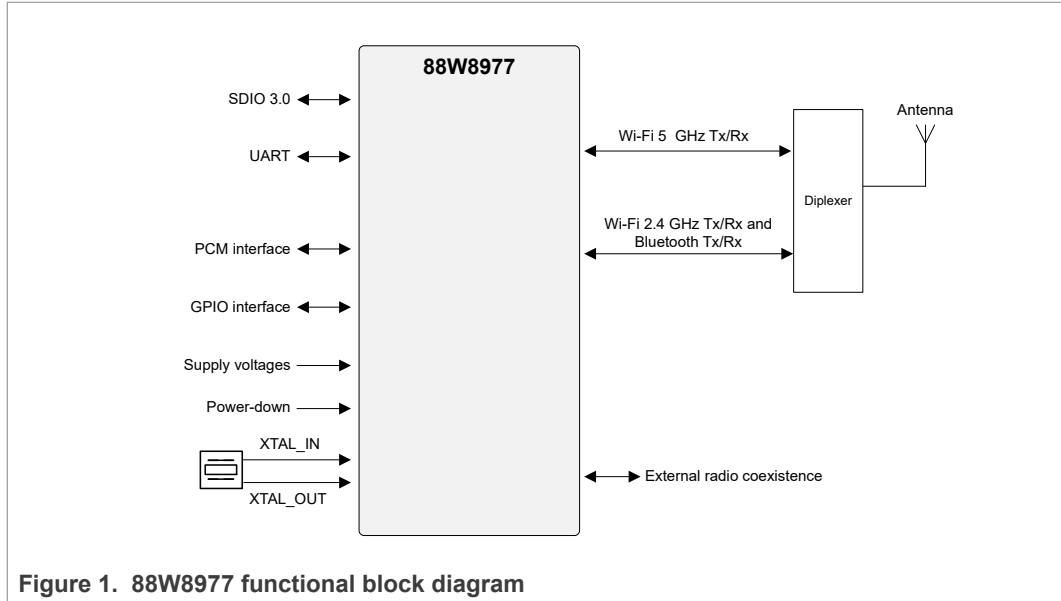 88W8977
SDIO 3.0
UART
PCM interface
GPIO interface
Supply voltages
Power-down
XTAL_IN
XTAL_OUT
Wi-Fi 5 GHz Tx/Rx
Wi-Fi 2.4 GHz Tx/Rx and
Bluetooth Tx/Rx
Diplexer
Antenna
External radio coexistence
Figure 1. 88W8977 functional block diagram